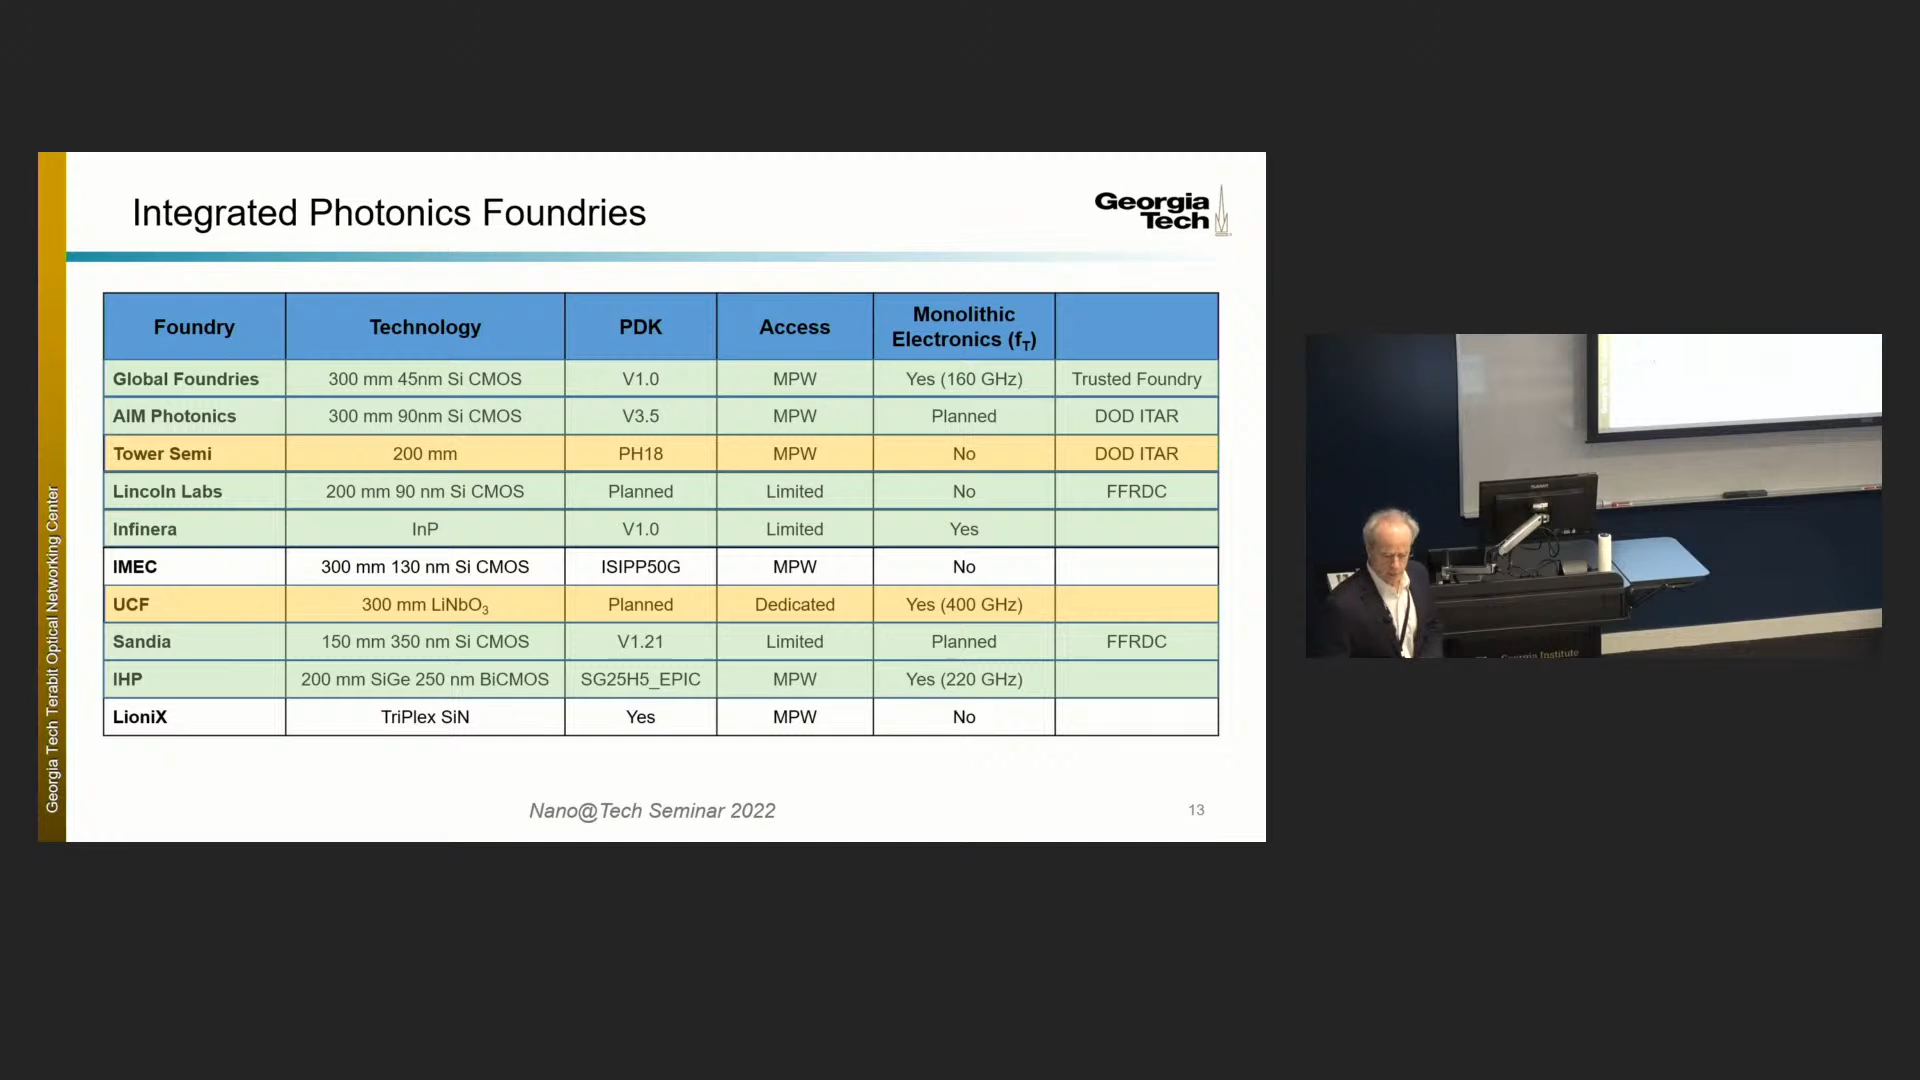 Integrated Photonics Foundries
Georgia
Tech
Foundry Technology PDK Access Monolithic Electronics (fT)
Global Foundries 300 mm 45nm Si CMOS V1.0 MPW Yes (160 GHz) Trusted Foundry
AIM Photonics 300 mm 90nm Si CMOS V3.5 MPW Planned DOD ITAR
Tower Semi 200 mm PH18 MPW No DOD ITAR
Lincoln Labs 200 mm 90 nm Si CMOS Planned Limited No FFRDC
Infinera InP V1.0 Limited Yes
IMEC 300 mm 130 nm Si CMOS ISIPP50G MPW No
UCF 300 mm LiNbO3 Planned Dedicated Yes (400 GHz)
Sandia 150 mm 350 nm Si CMOS V1.21 Limited Planned FFRDC
IHP 200 mm SiGe 250 nm BiCMOS SG25H5_EPIC MPW Yes (220 GHz)
LioniX TriPlex SiN Yes MPW No
Georgia Tech Terabit Optical Networking Center
Nano@Tech Seminar 2022
13
Georgia Institute